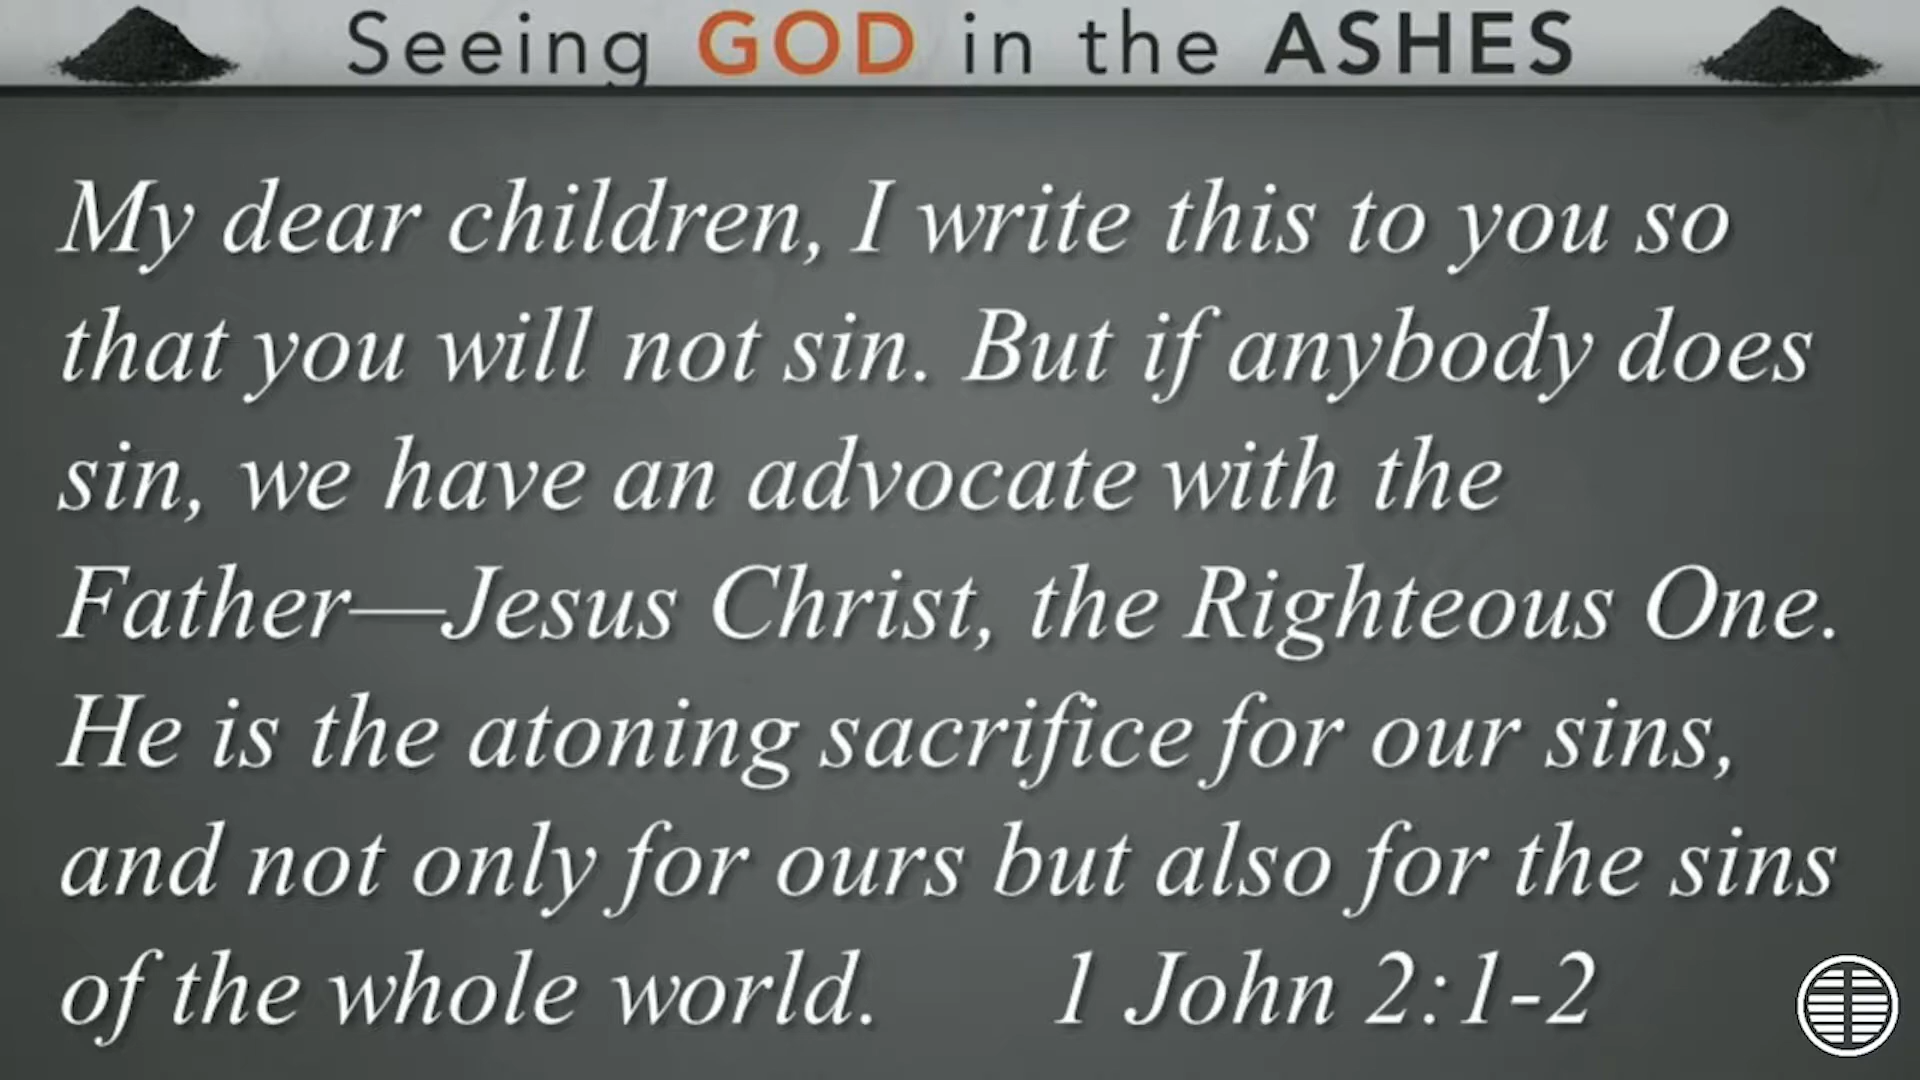 Seeing GOD in the ASHES
My dear children, I write this to you so
that you will not sin. But if anybody does
sin, we have an advocate with the
Father—Jesus Christ, the Righteous One.
He is the atoning sacrifice for our sins,
and not only for ours but also for the sins
of the whole world. 1 John 2:1-2